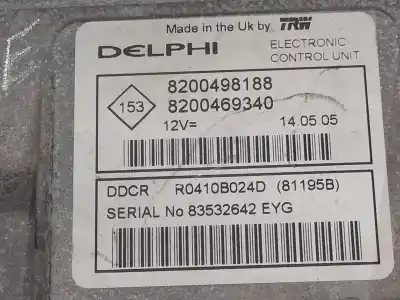 Made in the Uk by TRW
DELPHI
ELECTRONIC
CONTROL UNIT
153
8200498188
8200469340
12V=
14.05.05
DDCR R0410B024D (81195B)
SERIAL No 83532642 EYG